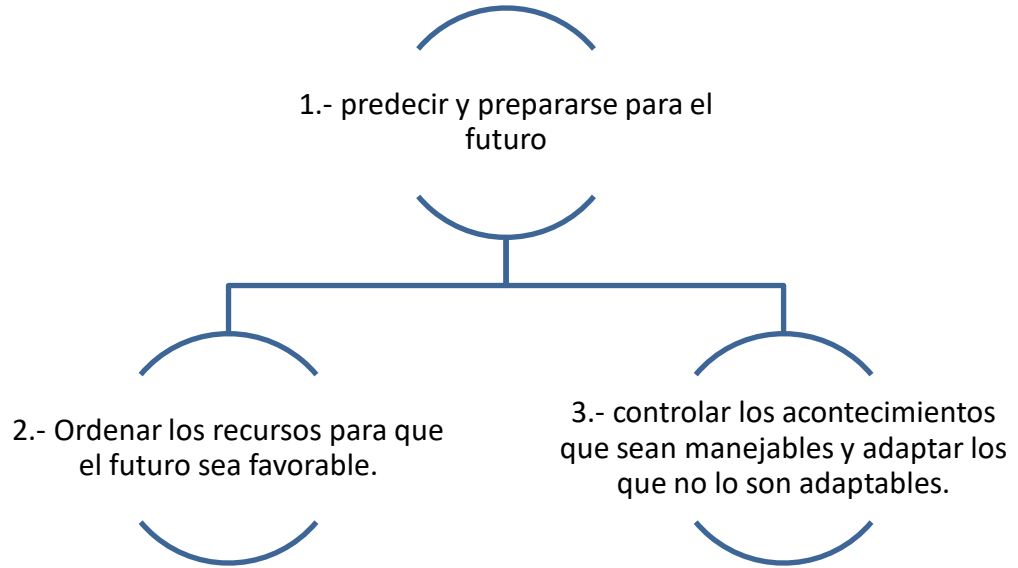 1.- predecir y prepararse para el
futuro
2.- Ordenar los recursos para que
el futuro sea favorable.
3.- controlar los acontecimientos
que sean manejables y adaptar los
que no lo son adaptables.